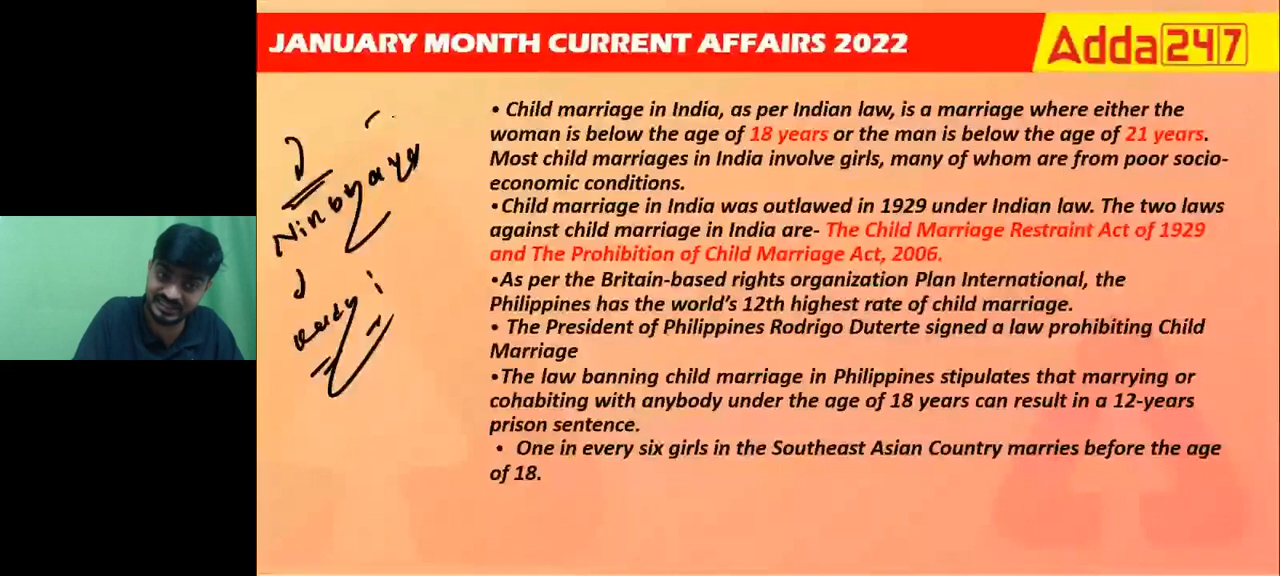 JANUARY MONTH CURRENT AFFAIRS 2022
Adda247
• Child marriage in India, as per Indian law, is a marriage where either the
woman is below the age of 18 years or the man is below the age of 21 years.
Most child marriages in India involve girls, many of whom are from poor socio-
economic conditions.
•Child marriage in India was outlawed in 1929 under Indian law. The two laws
against child marriage in India are- The Child Marriage Restraint Act of 1929
and The Prohibition of Child Marriage Act, 2006.
•As per the Britain-based rights organization Plan International, the
Philippines has the world's 12th highest rate of child marriage.
• The President of Philippines Rodrigo Duterte signed a law prohibiting Child
Marriage
•The law banning child marriage in Philippines stipulates that marrying or
cohabiting with anybody under the age of 18 years can result in a 12-years
prison sentence.
• One in every six girls in the Southeast Asian Country marries before the age
of 18.